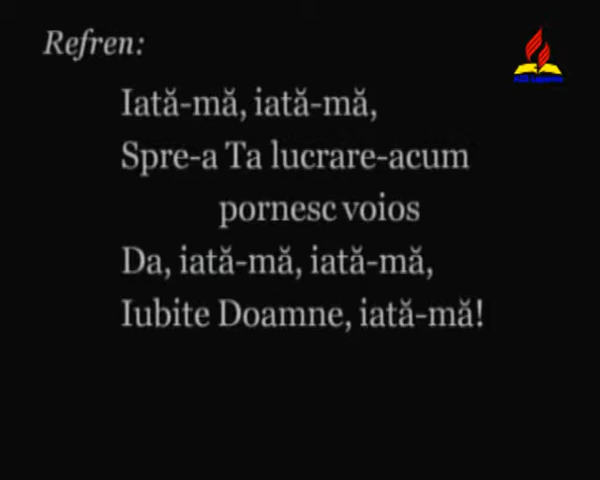 Refren:
Iată-mă, iată-mă,
Spre-a Ta lucrare-acum
pornesc voios
Da, iată-mă, iată-mă,
Iubite Doamne, iată-mă!